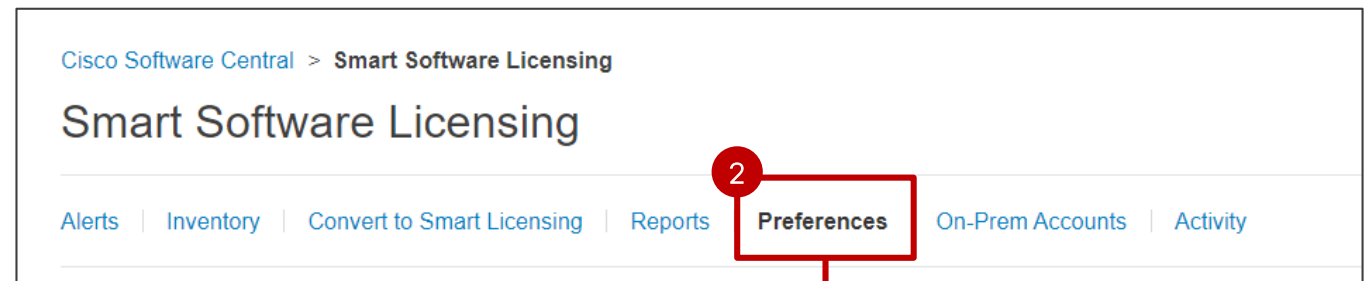 Cisco Software Central > Smart Software Licensing
Smart Software Licensing
2
Alerts | Inventory | Convert to Smart Licensing | Reports Preferences On-Prem Accounts | Activity